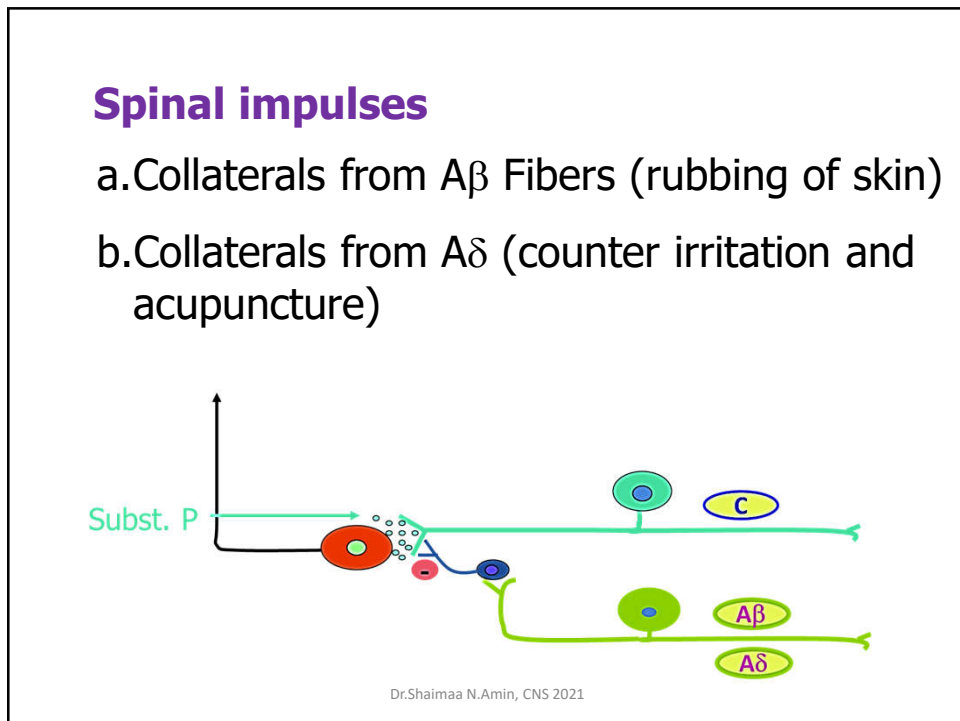 Spinal impulses
a.Collaterals from Aβ Fibers (rubbing of skin)
b.Collaterals from Aδ (counter irritation and
acupuncture)
C
Subst. P
-
Aβ
Aδ
Dr.Shaimaa N.Amin, CNS 2021